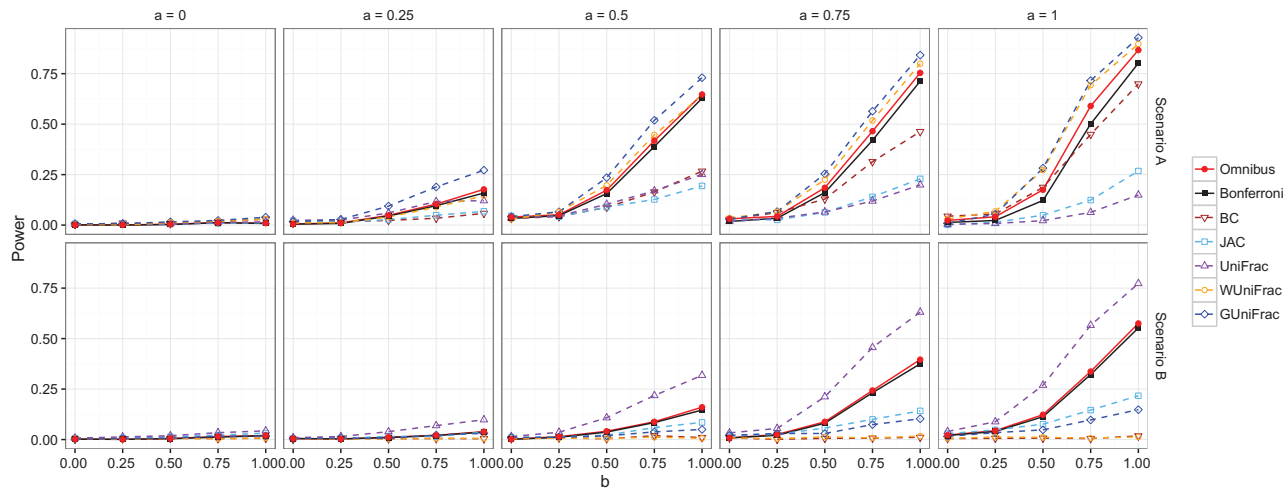 a = 0
a = 0.25
a = 0.5
a = 0.75
a = 1
0.75
0.50
0.25
0.00
Scenario A
0.75
0.50
0.25
0.00
Scenario B
Power
0.00 0.25 0.50 0.75 1.00
0.00 0.25 0.50 0.75 1.00
0.00 0.25 0.50 0.75 1.00
0.00 0.25 0.50 0.75 1.00
0.00 0.25 0.50 0.75 1.00
b
Omnibus
Bonferroni
BC
JAC
UniFrac
WUniFrac
GUniFrac